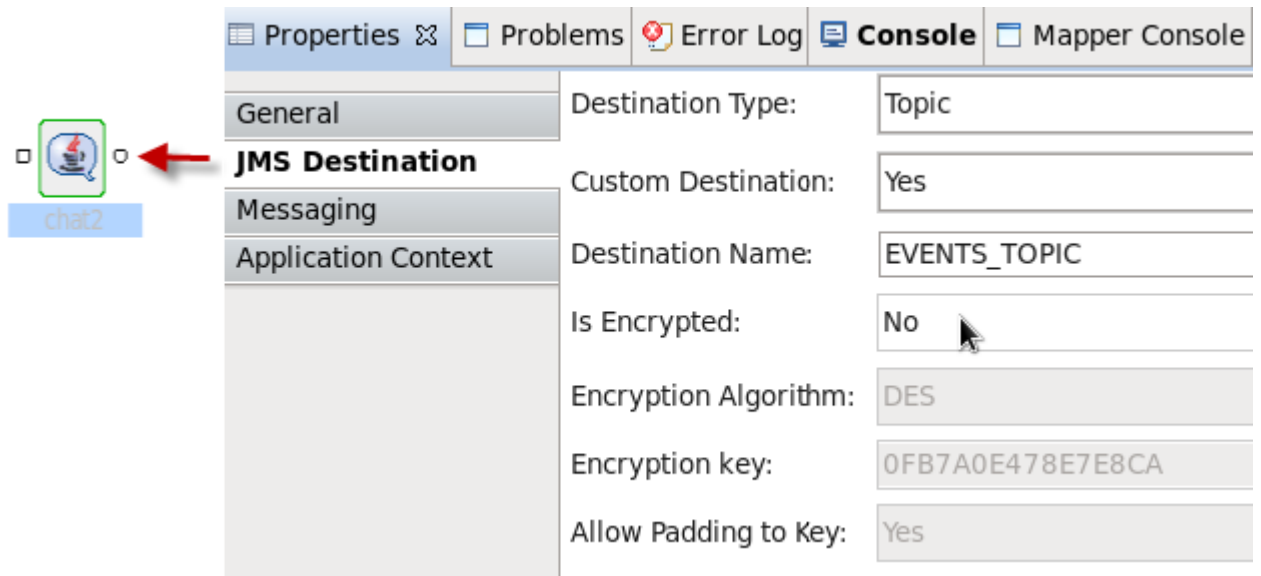 Properties Problems Error Log Console Mapper Console
General
JMS Destination
Messaging
Application Context
chat2
Destination Type: Topic
Custom Destination: Yes
Destination Name: EVENTS_TOPIC
Is Encrypted: No
Encryption Algorithm: DES
Encryption key: 0FB7A0E478E7E8CA
Allow Padding to Key: Yes